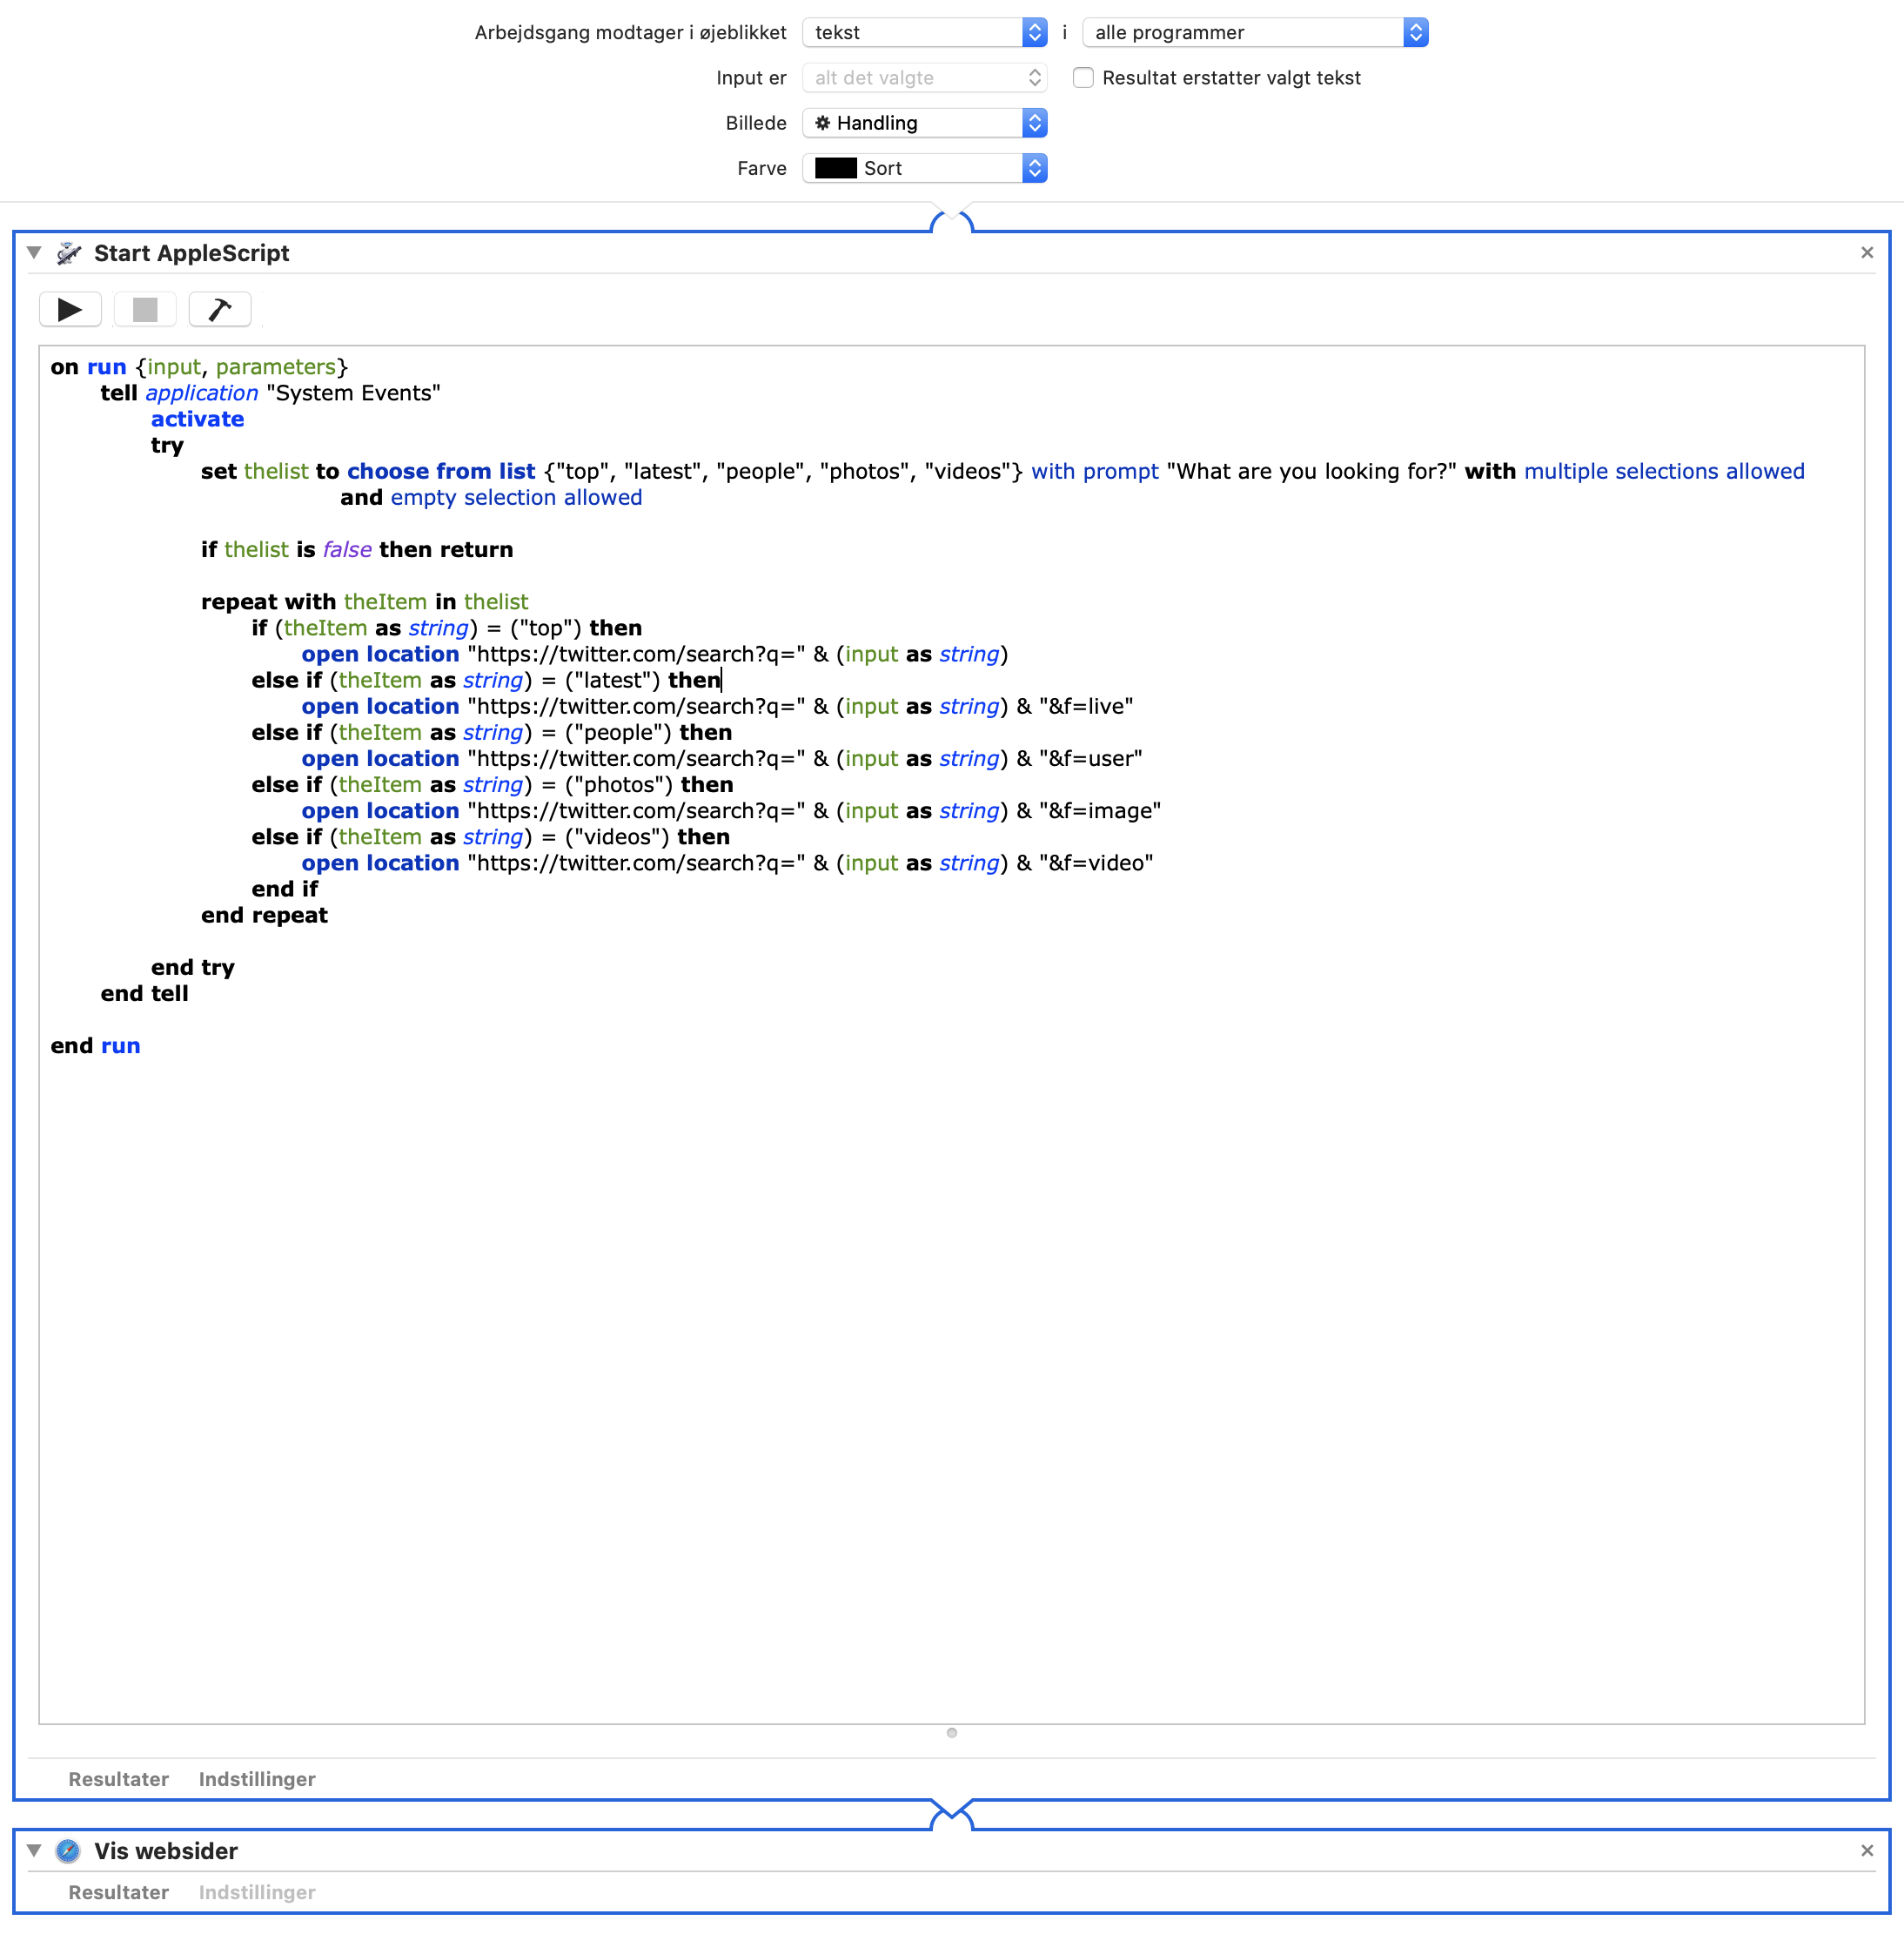 Arbejdsgang modtager i øjeblikket tekst i alle programmer
Input er alt det valgte Resultat erstatter valgt tekst
Billede Handling
Farve Sort
Start AppleScript
on run {input, parameters}
tell application "System Events"
activate
try
set thelist to choose from list {"top", "latest", "people", "photos", "videos"} with prompt "What are you looking for?" with multiple selections allowed
and empty selection allowed
if thelist is false then return
repeat with theItem in thelist
if (theItem as string) = ("top") then
open location "https://twitter.com/search?q=" & (input as string)
else if (theItem as string) = ("latest") then
open location "https://twitter.com/search?q=" & (input as string) & "&f=live"
else if (theItem as string) = ("people") then
open location "https://twitter.com/search?q=" & (input as string) & "&f=user"
else if (theItem as string) = ("photos") then
open location "https://twitter.com/search?q=" & (input as string) & "&f=image"
else if (theItem as string) = ("videos") then
open location "https://twitter.com/search?q=" & (input as string) & "&f=video"
end if
end repeat
end try
end tell
end run
Resultater Indstillinger
Vis websider
Resultater Indstillinger